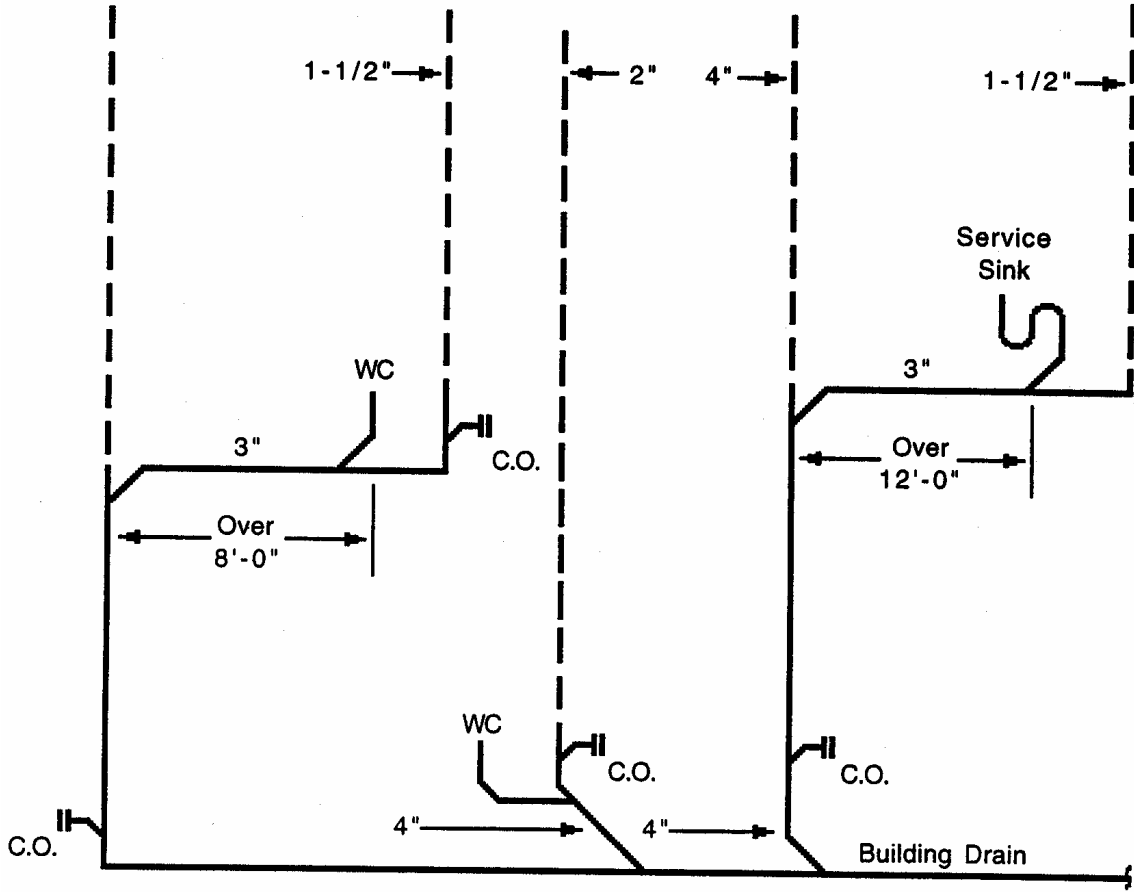 1-1/2"
2"
4"
1-1/2"
Service
Sink
WC
3"
3"
C.O.
Over
12'-0"
Over
8'-0"
WC
C.O.
C.O.
4"
4"
C.O.
Building Drain